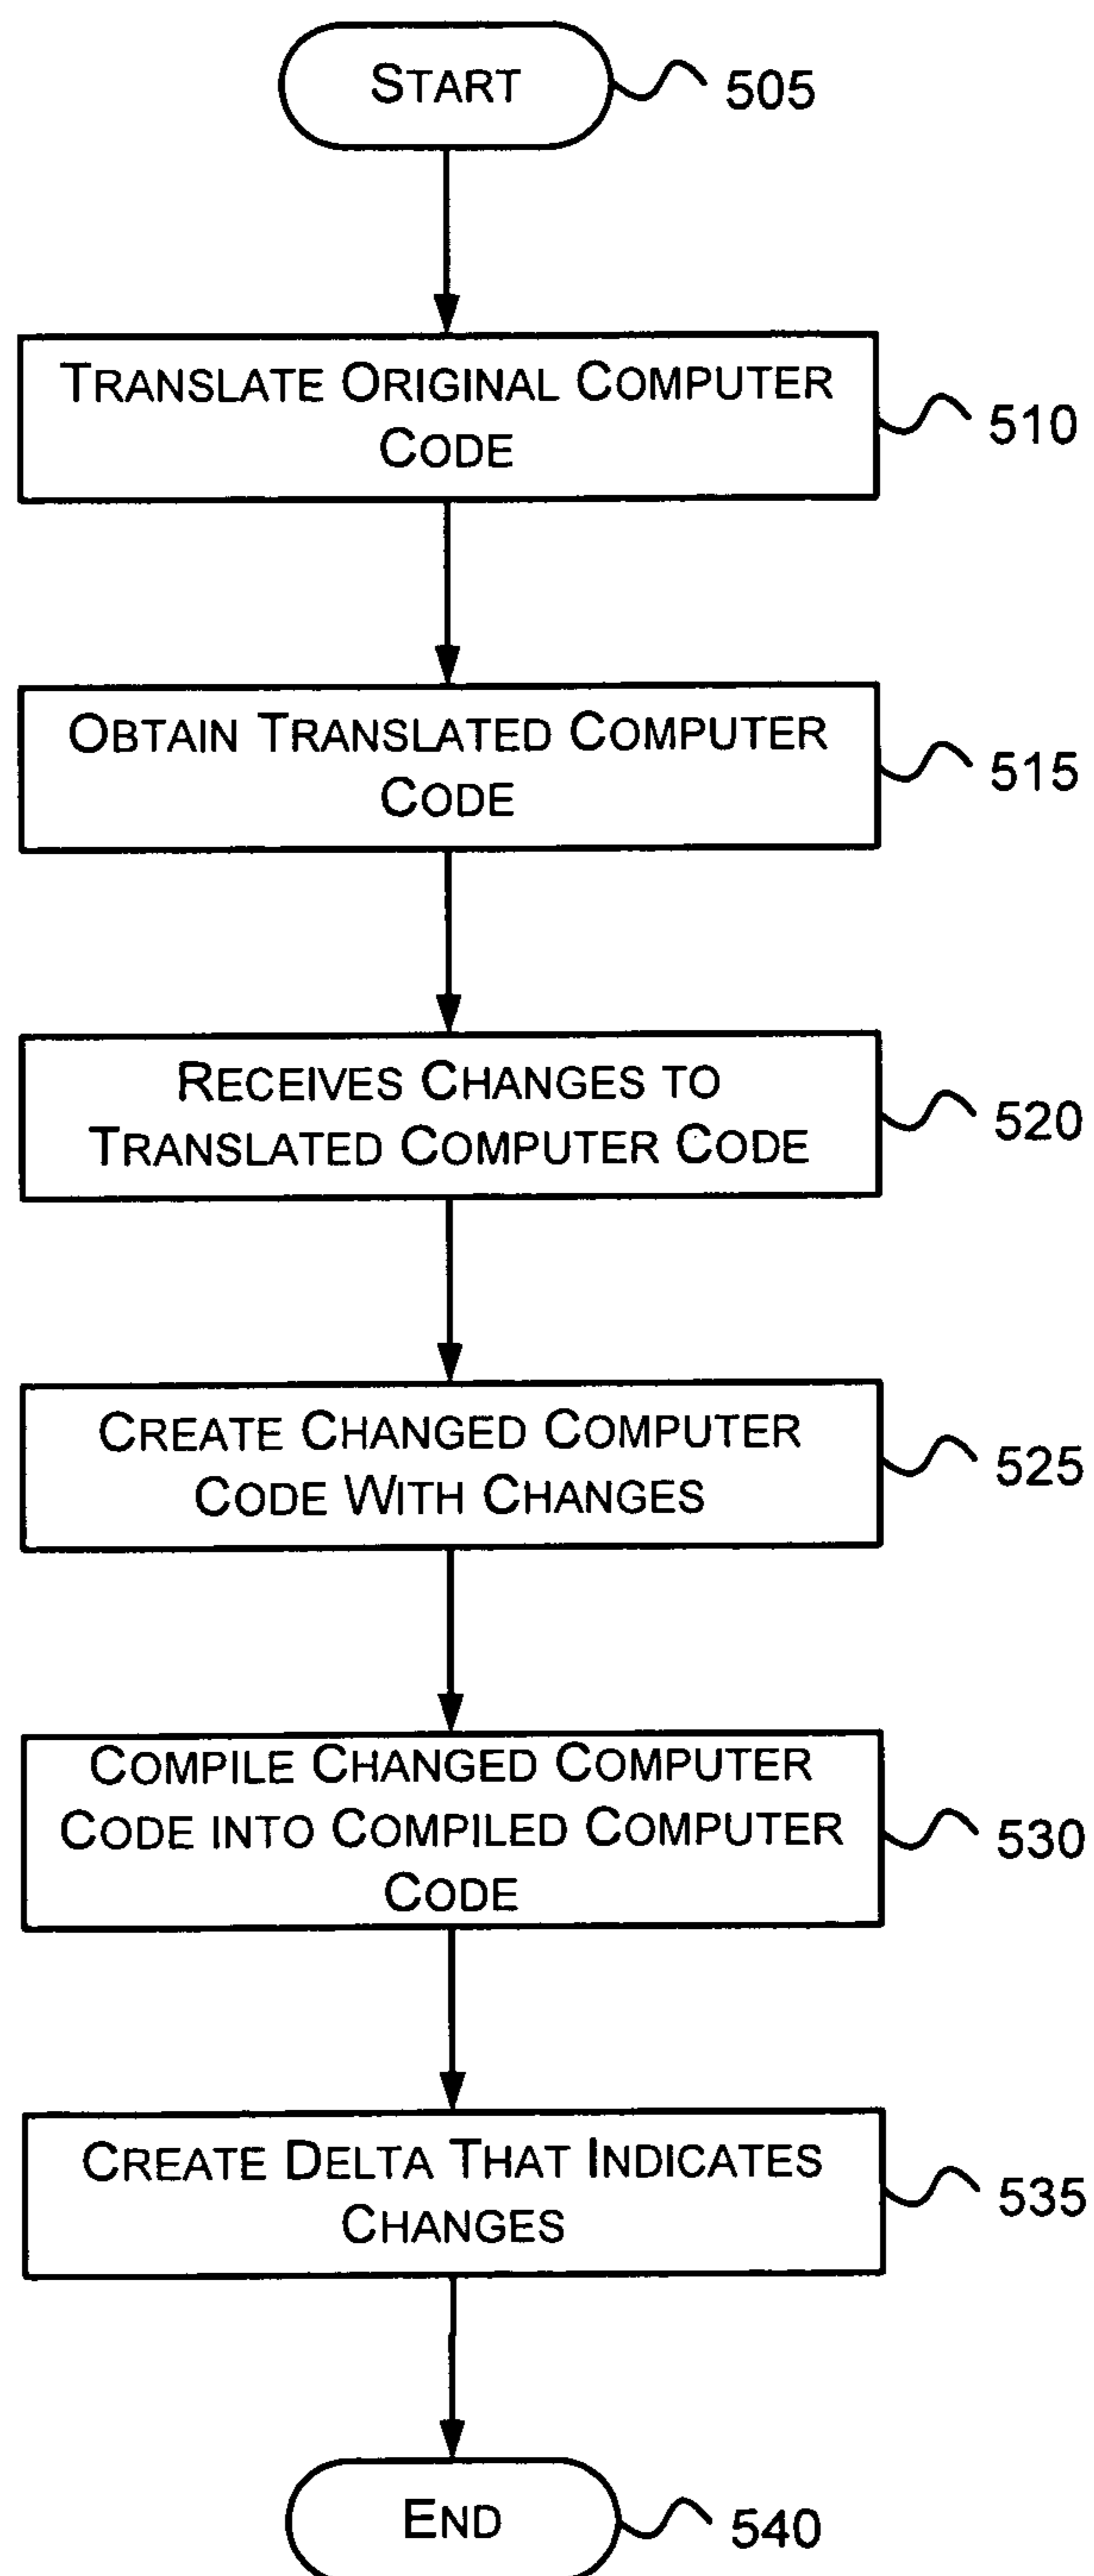 START
505
TRANSLATE ORIGINAL COMPUTER
CODE
510
OBTAIN TRANSLATED COMPUTER
CODE
515
RECEIVES CHANGES TO
TRANSLATED COMPUTER CODE
520
CREATE CHANGED COMPUTER
CODE WITH CHANGES
525
COMPILE CHANGED COMPUTER
CODE INTO COMPILED COMPUTER
CODE
530
CREATE DELTA THAT INDICATES
CHANGES
535
END
540